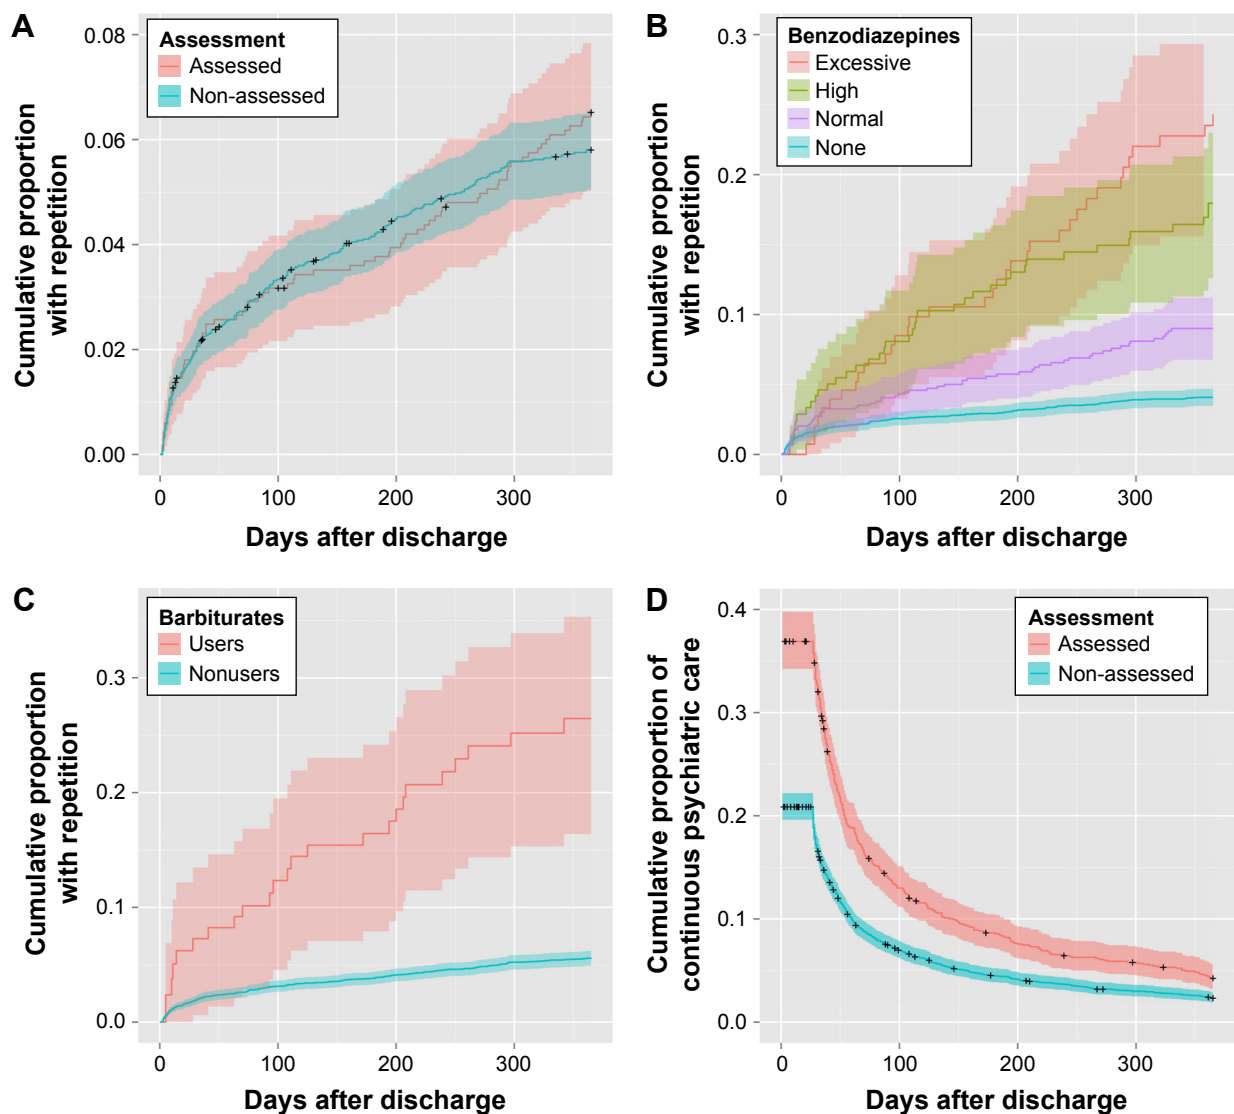 A
Assessment
Assessed
Non-assessed
0.08
0.06
0.04
0.02
0.00
Cumulative proportion
with repetition
0 100 200 300
Days after discharge
B
Benzodiazepines
Excessive
High
Normal
None
0.3
0.2
0.1
0.0
Cumulative proportion
with repetition
0 100 200 300
Days after discharge
C
Barbiturates
Users
Nonusers
0.3
0.2
0.1
0.0
Cumulative proportion
with repetition
0 100 200 300
Days after discharge
D
Assessment
Assessed
Non-assessed
0.4
0.3
0.2
0.1
0.0
Cumulative proportion of
continuous psychiatric care
0 100 200 300
Days after discharge